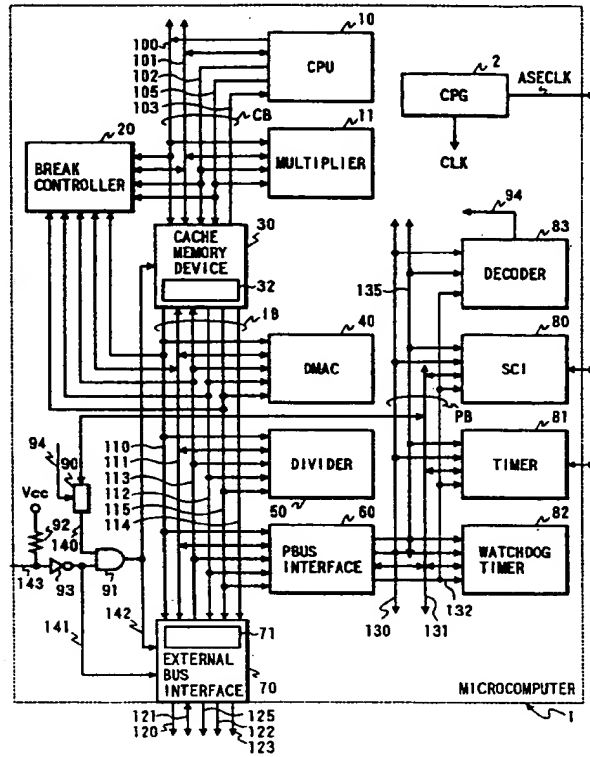 10
100
101
102
105
103
CPU
2
CPG
ASECLK
CLK
CB
20
BREAK
CONTROLLER
11
MULTIPLIER
30
CACHE
MEMORY
DEVICE
32
94
83
DECODER
135
IB
40
DMAC
80
SCI
PB
81
TIMER
110
111
113
112
115
114
DIVIDER
50
60
PBUS
INTERFACE
82
WATCHDOG
TIMER
132
130
131
94
90
Vcc
92
140
143
93
91
141
142
71
EXTERNAL
BUS
INTERFACE
70
121
120
125
122
123
MICROCOMPUTER
1